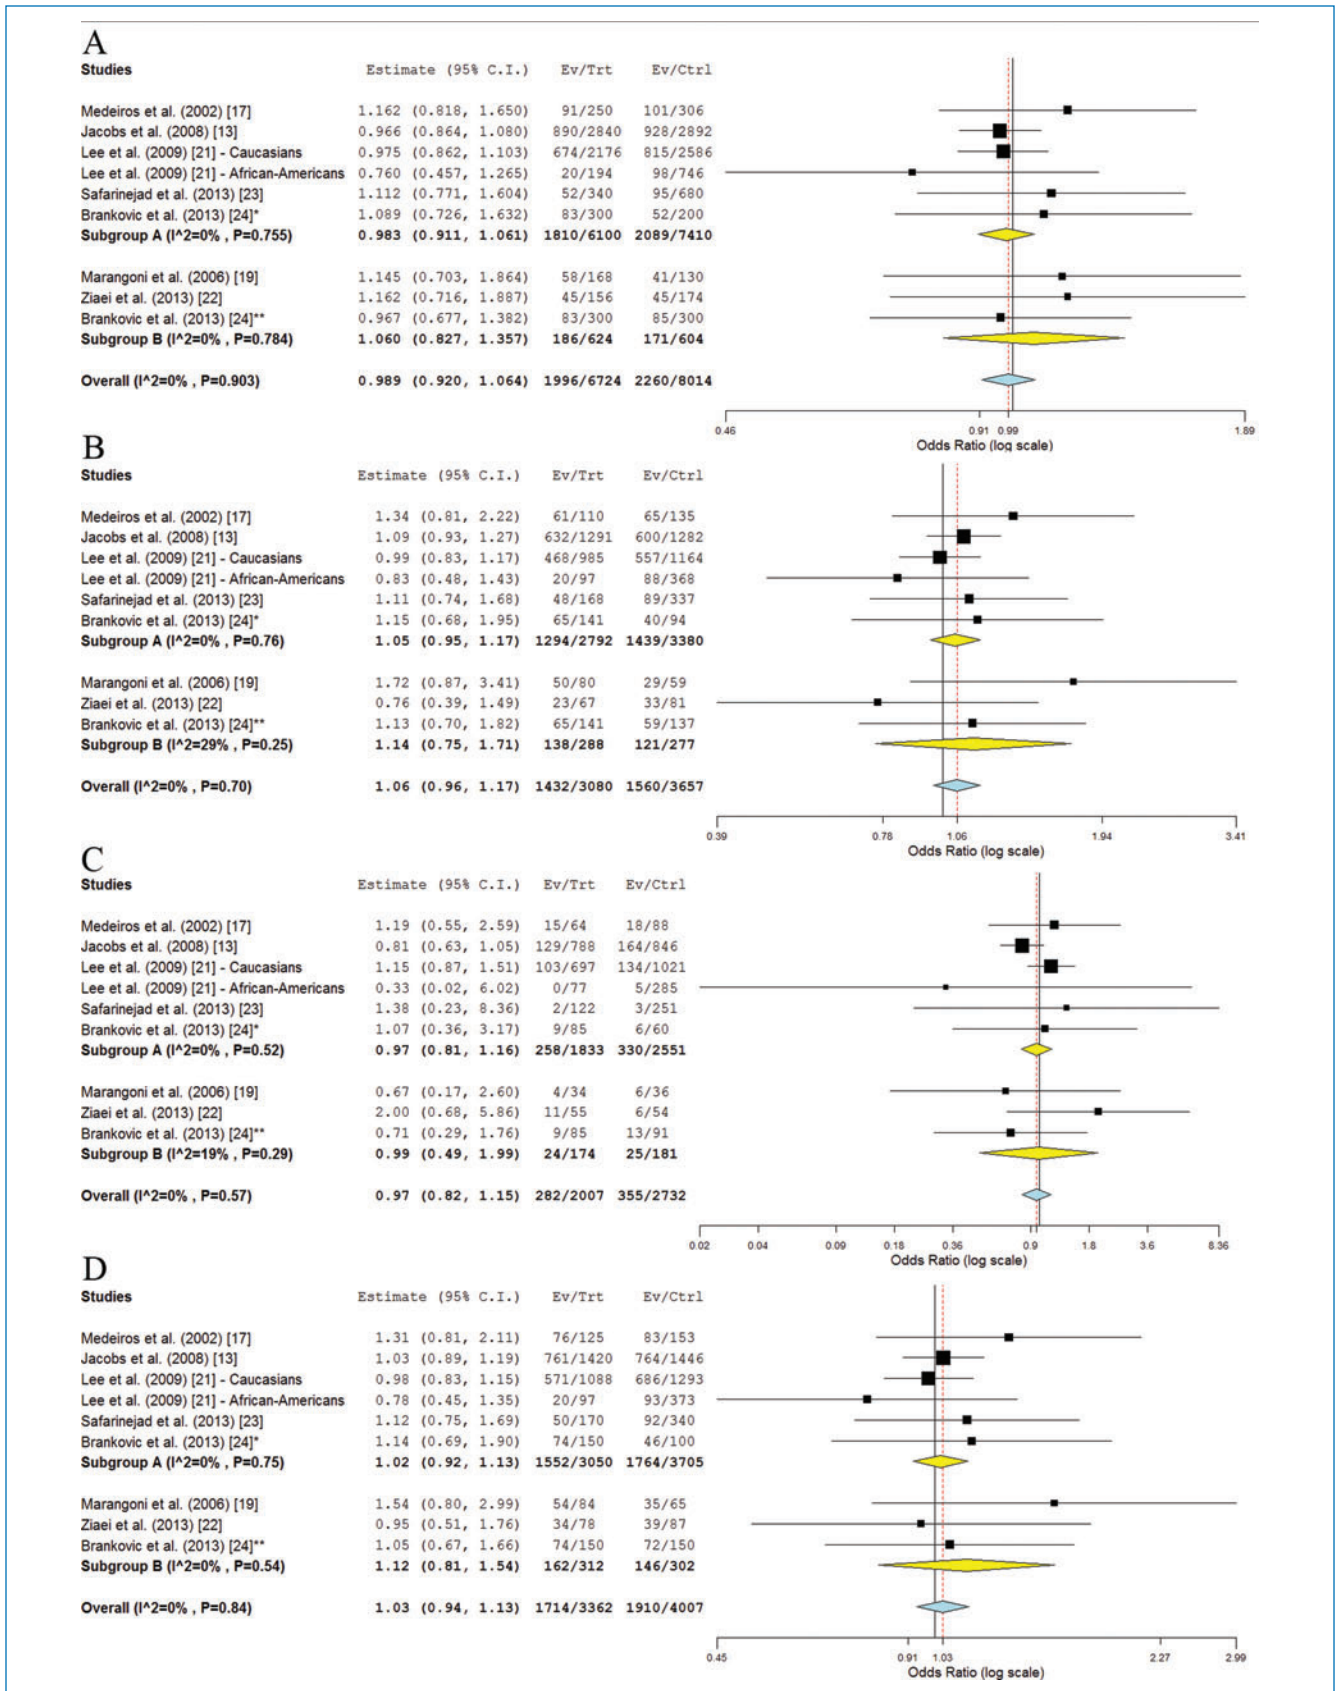 A
Studies Estimate (95% C.I.) Ev/Trt Ev/Ctrl
Medeiros et al. (2002) [17] 1.162 (0.818, 1.650) 91/250 101/306
Jacobs et al. (2008) [13] 0.966 (0.864, 1.080) 890/2840 928/2892
Lee et al. (2009) [21] - Caucasians 0.975 (0.862, 1.103) 674/2176 815/2586
Lee et al. (2009) [21] - African-Americans 0.760 (0.457, 1.265) 20/194 98/746
Safarinejad et al. (2013) [23] 1.112 (0.771, 1.604) 52/340 95/680
Brankovic et al. (2013) [24]* 1.089 (0.726, 1.632) 83/300 52/200
Subgroup A (I^2=0% , P=0.755) 0.983 (0.911, 1.061) 1810/6100 2089/7410
Marangoni et al. (2006) [19] 1.145 (0.703, 1.864) 58/168 41/130
Ziaei et al. (2013) [22] 1.162 (0.716, 1.887) 45/156 45/174
Brankovic et al. (2013) [24]** 0.967 (0.677, 1.382) 83/300 85/300
Subgroup B (I^2=0% , P=0.784) 1.060 (0.827, 1.357) 186/624 171/604
Overall (I^2=0% , P=0.903) 0.989 (0.920, 1.064) 1996/6724 2260/8014
0.46 0.91 0.99 1.89
Odds Ratio (log scale)
B
Studies Estimate (95% C.I.) Ev/Trt Ev/Ctrl
Medeiros et al. (2002) [17] 1.34 (0.81, 2.22) 61/110 65/135
Jacobs et al. (2008) [13] 1.09 (0.93, 1.27) 632/1291 600/1282
Lee et al. (2009) [21] - Caucasians 0.99 (0.83, 1.17) 468/985 557/1164
Lee et al. (2009) [21] - African-Americans 0.83 (0.48, 1.43) 20/97 88/368
Safarinejad et al. (2013) [23] 1.11 (0.74, 1.68) 48/168 89/337
Brankovic et al. (2013) [24]* 1.15 (0.68, 1.95) 65/141 40/94
Subgroup A (I^2=0% , P=0.76) 1.05 (0.95, 1.17) 1294/2792 1439/3380
Marangoni et al. (2006) [19] 1.72 (0.87, 3.41) 50/80 29/59
Ziaei et al. (2013) [22] 0.76 (0.39, 1.49) 23/67 33/81
Brankovic et al. (2013) [24]** 1.13 (0.70, 1.82) 65/141 59/137
Subgroup B (I^2=29% , P=0.25) 1.14 (0.75, 1.71) 138/288 121/277
Overall (I^2=0% , P=0.70) 1.06 (0.96, 1.17) 1432/3080 1560/3657
0.39 0.78 1.06 1.94 3.41
Odds Ratio (log scale)
C
Studies Estimate (95% C.I.) Ev/Trt Ev/Ctrl
Medeiros et al. (2002) [17] 1.19 (0.55, 2.59) 15/64 18/88
Jacobs et al. (2008) [13] 0.81 (0.63, 1.05) 129/788 164/846
Lee et al. (2009) [21] - Caucasians 1.15 (0.87, 1.51) 103/697 134/1021
Lee et al. (2009) [21] - African-Americans 0.33 (0.02, 6.02) 0/77 5/285
Safarinejad et al. (2013) [23] 1.38 (0.23, 8.36) 2/122 3/251
Brankovic et al. (2013) [24]* 1.07 (0.36, 3.17) 9/85 6/60
Subgroup A (I^2=0% , P=0.52) 0.97 (0.81, 1.16) 258/1833 330/2551
Marangoni et al. (2006) [19] 0.67 (0.17, 2.60) 4/34 6/36
Ziaei et al. (2013) [22] 2.00 (0.68, 5.86) 11/55 6/54
Brankovic et al. (2013) [24]** 0.71 (0.29, 1.76) 9/85 13/91
Subgroup B (I^2=19% , P=0.29) 0.99 (0.49, 1.99) 24/174 25/181
Overall (I^2=0% , P=0.57) 0.97 (0.82, 1.15) 282/2007 355/2732
0.02 0.04 0.09 0.18 0.36 0.9 1.8 3.6 8.36
Odds Ratio (log scale)
D
Studies Estimate (95% C.I.) Ev/Trt Ev/Ctrl
Medeiros et al. (2002) [17] 1.31 (0.81, 2.11) 76/125 83/153
Jacobs et al. (2008) [13] 1.03 (0.89, 1.19) 761/1420 764/1446
Lee et al. (2009) [21] - Caucasians 0.98 (0.83, 1.15) 571/1088 686/1293
Lee et al. (2009) [21] - African-Americans 0.78 (0.45, 1.35) 20/97 93/373
Safarinejad et al. (2013) [23] 1.12 (0.75, 1.69) 50/170 92/340
Brankovic et al. (2013) [24]* 1.14 (0.69, 1.90) 74/150 46/100
Subgroup A (I^2=0% , P=0.75) 1.02 (0.92, 1.13) 1552/3050 1764/3705
Marangoni et al. (2006) [19] 1.54 (0.80, 2.99) 54/84 35/65
Ziaei et al. (2013) [22] 0.95 (0.51, 1.76) 34/78 39/87
Brankovic et al. (2013) [24]** 1.05 (0.67, 1.66) 74/150 72/150
Subgroup B (I^2=0% , P=0.54) 1.12 (0.81, 1.54) 162/312 146/302
Overall (I^2=0% , P=0.84) 1.03 (0.94, 1.13) 1714/3362 1910/4007
0.45 0.91 1.03 2.27 2.99
Odds Ratio (log scale)